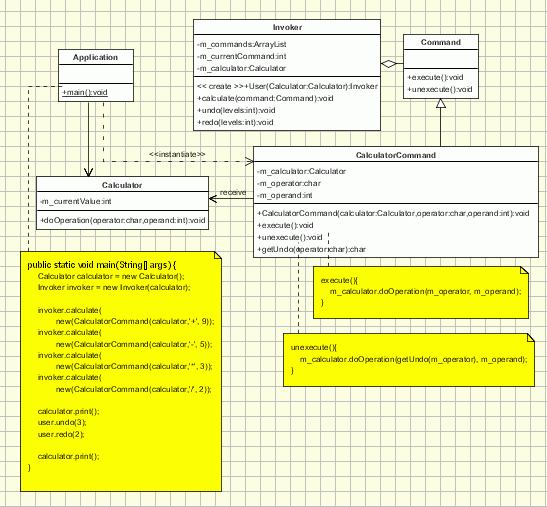 Invoker
-m_commands:ArrayList
-m_currentCommand:int
-m_calculator:Calculator
<< create >>+User(Calculator:Calculator):Invoker
+calculate(command:Command):void
+undo(levels:int):void
+redo(levels:int):void
Command
+execute():void
+unexecute():void
Application
+main():void
<<instantiate>>
CalculatorCommand
-m_calculator:Calculator
-m_operator:char
-m_operand:int
+CalculatorCommand(calculator:Calculator,operator:char,operand:int):void
+execute():void
+unexecute():void
+getUndo(operator:char):char
receive
Calculator
-m_currentValue:int
+doOperation(operator:char,operand:int):void
public static void main(String[] args) {
Calculator calculator = new Calculator();
Invoker invoker = new Invoker(calculator);
invoker.calculate(
new(CalculatorCommand(calculator,'+', 9));
invoker.calculate(
new(CalculatorCommand(calculator,'-', 5));
invoker.calculate(
new(CalculatorCommand(calculator,'*', 3));
invoker.calculate(
new(CalculatorCommand(calculator,'/', 2));
calculator.print();
user.undo(3);
user.redo(2);
calculator.print();
}
execute(){
m_calculator.doOperation(m_operator, m_operand);
}
unexecute(){
m_calculator.doOperation(getUndo(m_operator), m_operand);
}